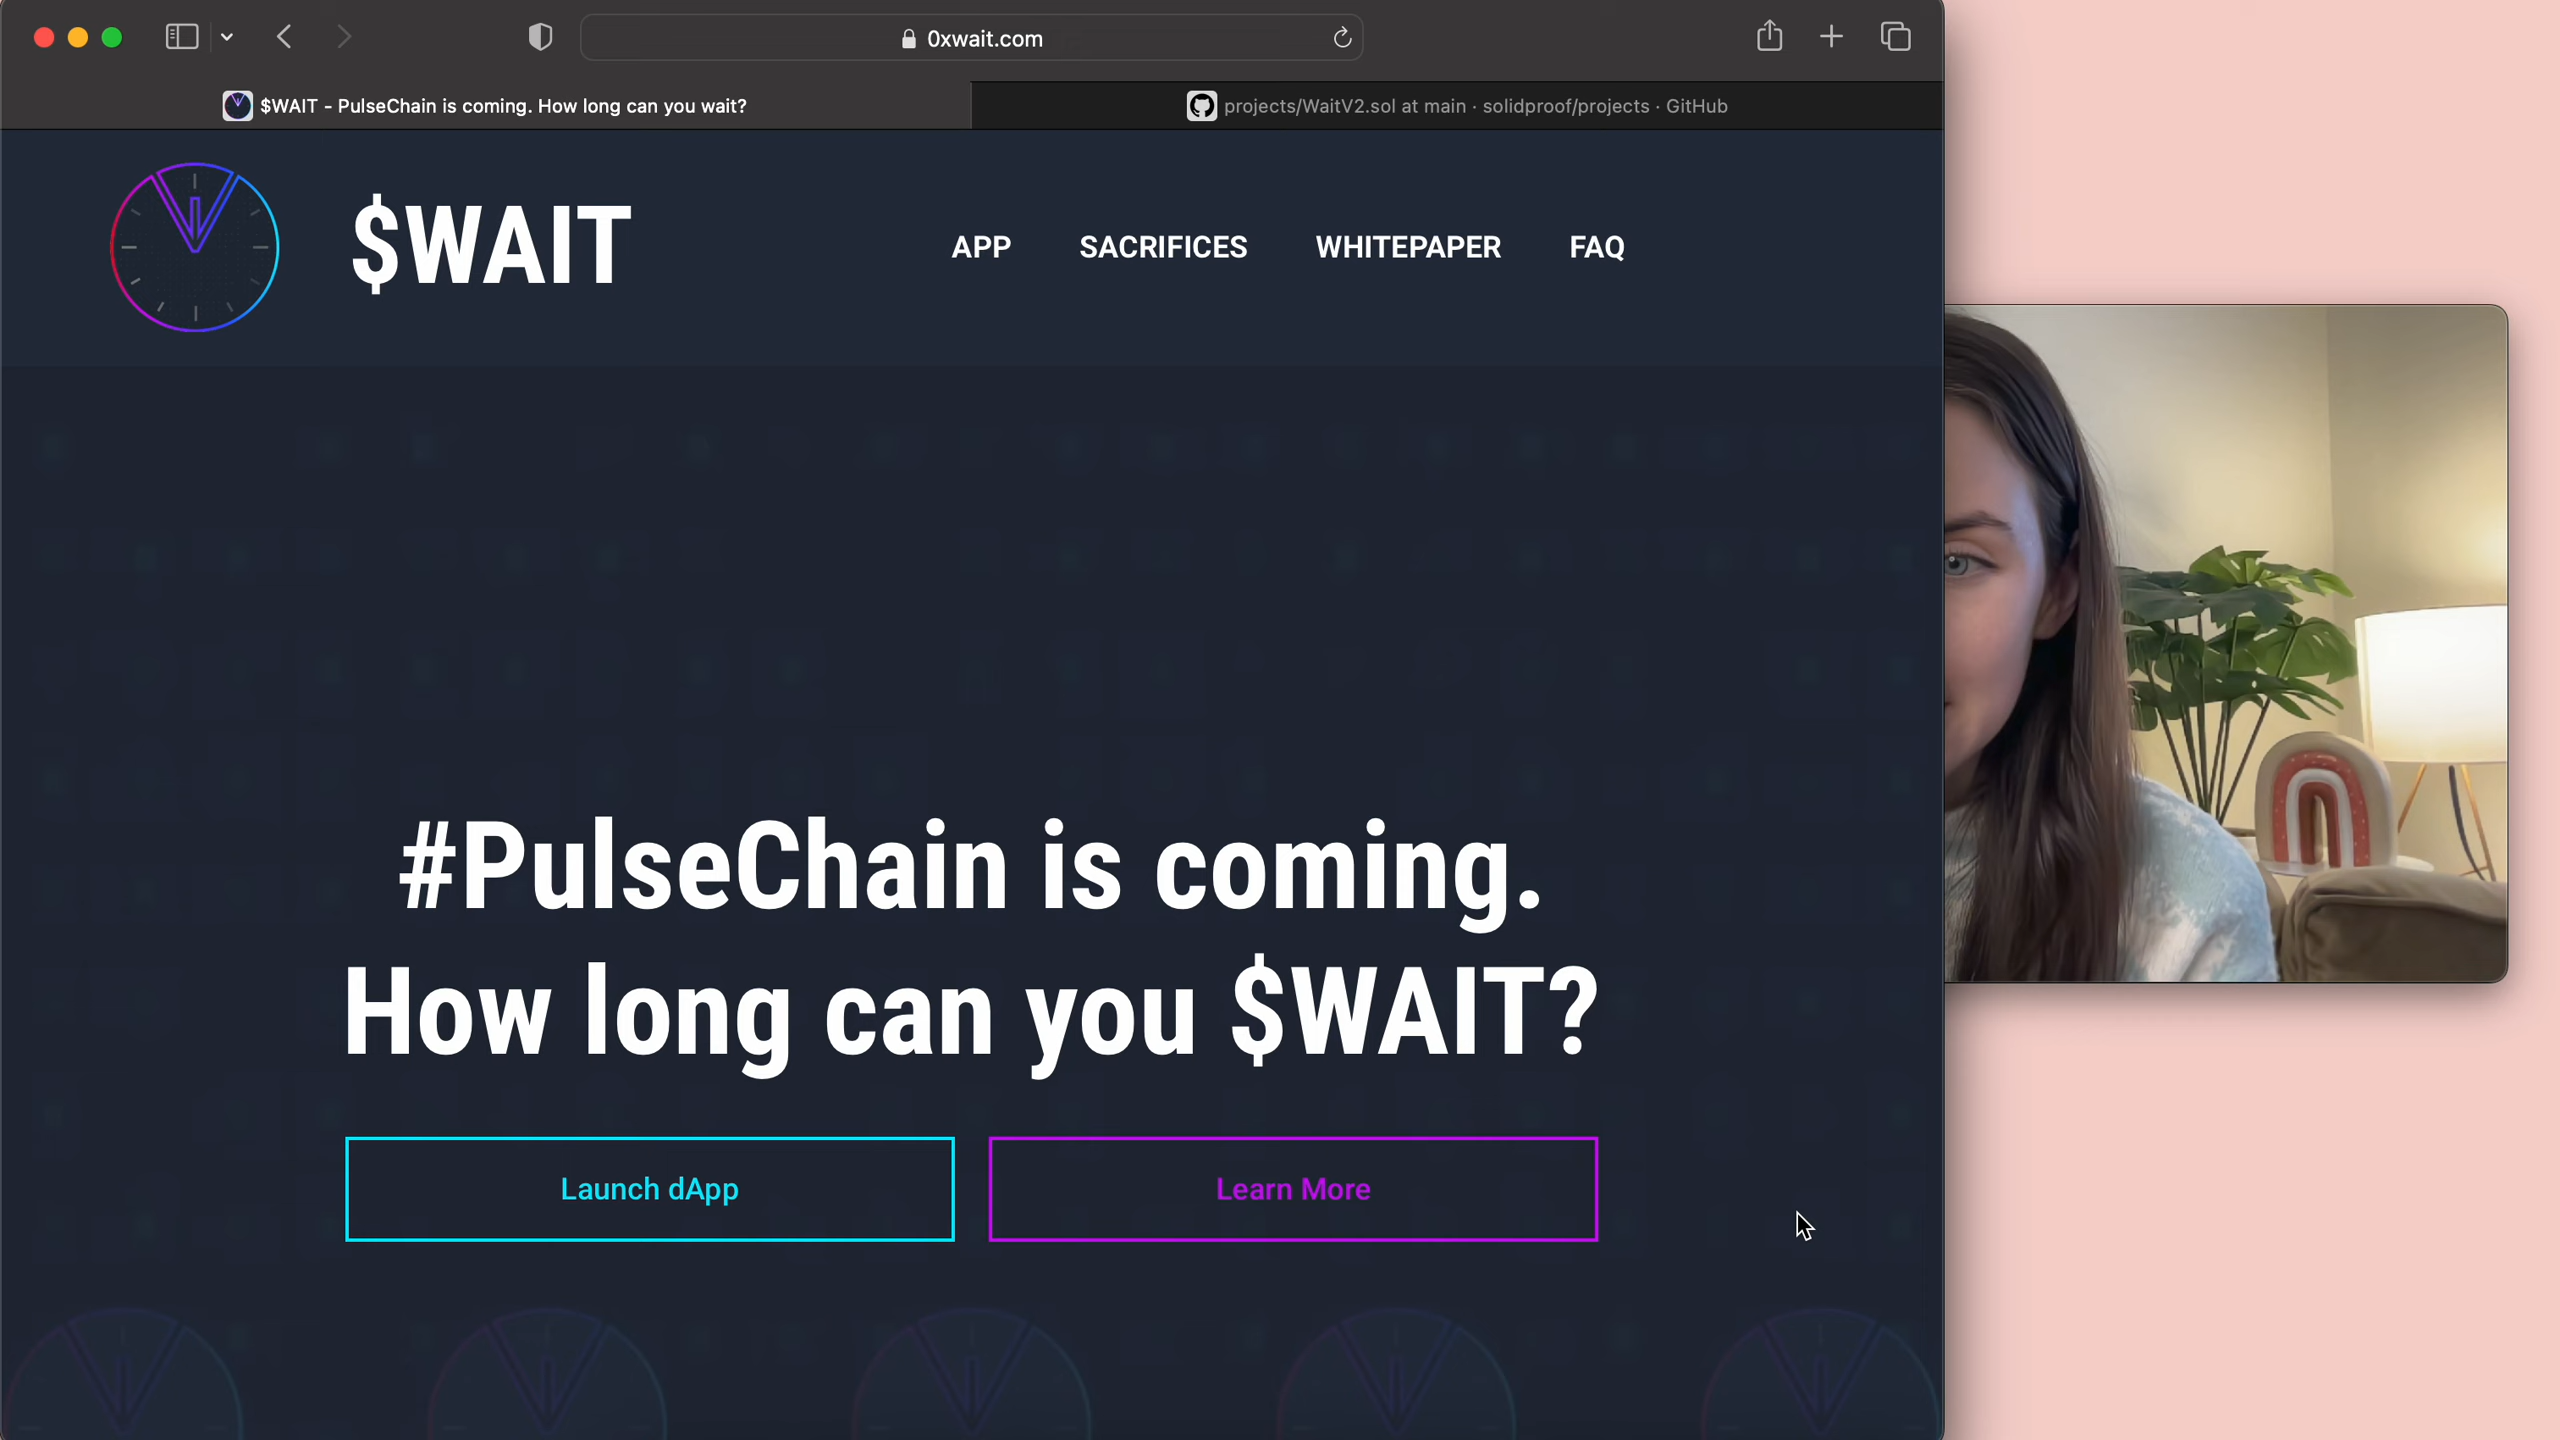 0xwait.com
$WAIT - PulseChain is coming. How long can you wait?
projects/WaitV2.sol at main · solidproof/projects · GitHub
$WAIT
APP SACRIFICES WHITEPAPER FAQ
#PulseChain is coming.
How long can you $WAIT?
Launch dApp
Learn More